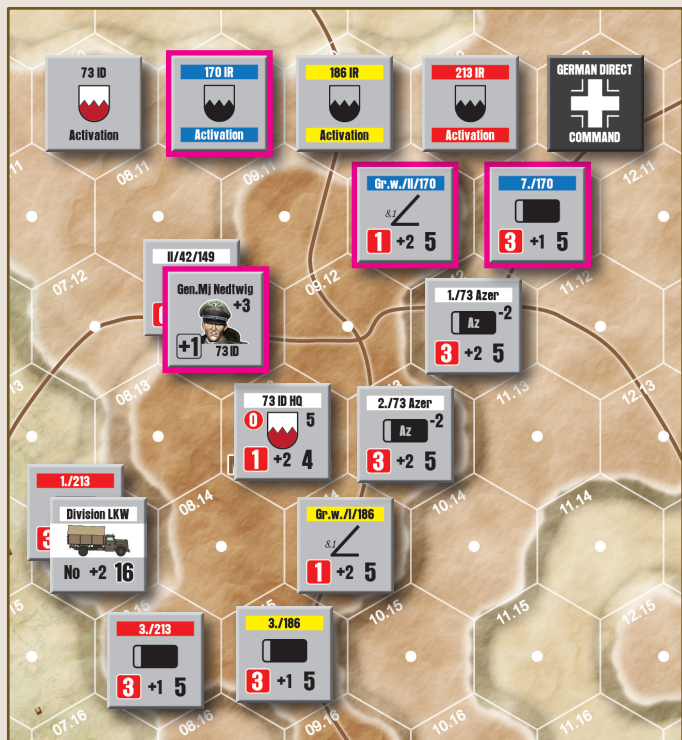 73 ID
Activation
170 IR
Activation
186 IR
Activation
213 IR
Activation
GERMAN DIRECT
COMMAND
08.11
12.11
Gr.w./II/170
8,1
1 +2 5
7./170
3 +1 5
II/42/149
07.12
09.12
Gen.Mj Nedtwig
+3
+1 73 ID
1./73 Azer
Az -2
3 +2 5
08.13
11.13
12.13
73 ID HQ
0 5
1 +2 4
2./73 Azer
Az -2
3 +2 5
1./213
3
Division LKW
No +2 16
08.14
10.14
11.14
Gr.w./I/186
8,1
1 +2 5
10.15
11.15
12.15
3./213
3 +1 5
3./186
3 +1 5
07.16
08.16
09.16
10.16
11.16